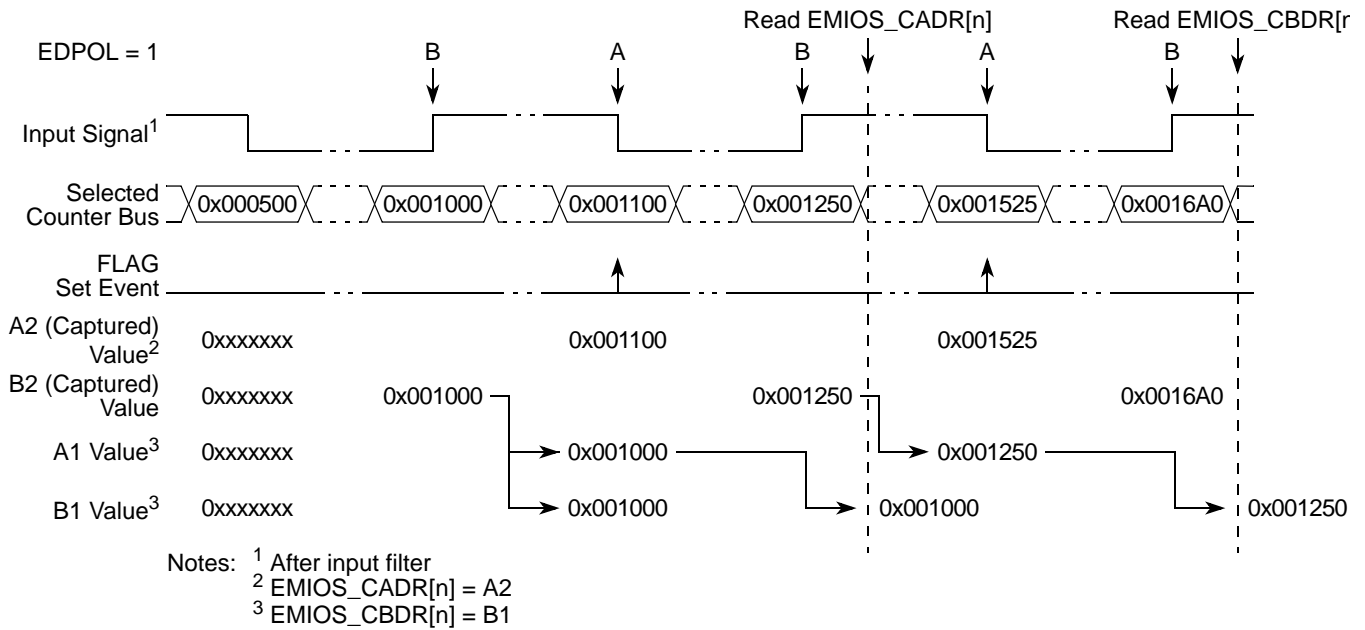 Read EMIOS_CADR[n] Read EMIOS_CBDR[n
EDPOL = 1 B A B A B
Input Signal1
Selected
Counter Bus 0x000500 0x001000 0x001100 0x001250 0x001525 0x0016A0
FLAG
Set Event
A2 (Captured)
Value2 0xxxxxxx 0x001100 0x001525
B2 (Captured)
Value 0xxxxxxx 0x001000 0x001250 0x0016A0
A1 Value3 0xxxxxxx 0x001000 0x001250
B1 Value3 0xxxxxxx 0x001000 0x001000 0x001250
Notes: 1 After input filter
2 EMIOS_CADR[n] = A2
3 EMIOS_CBDR[n] = B1